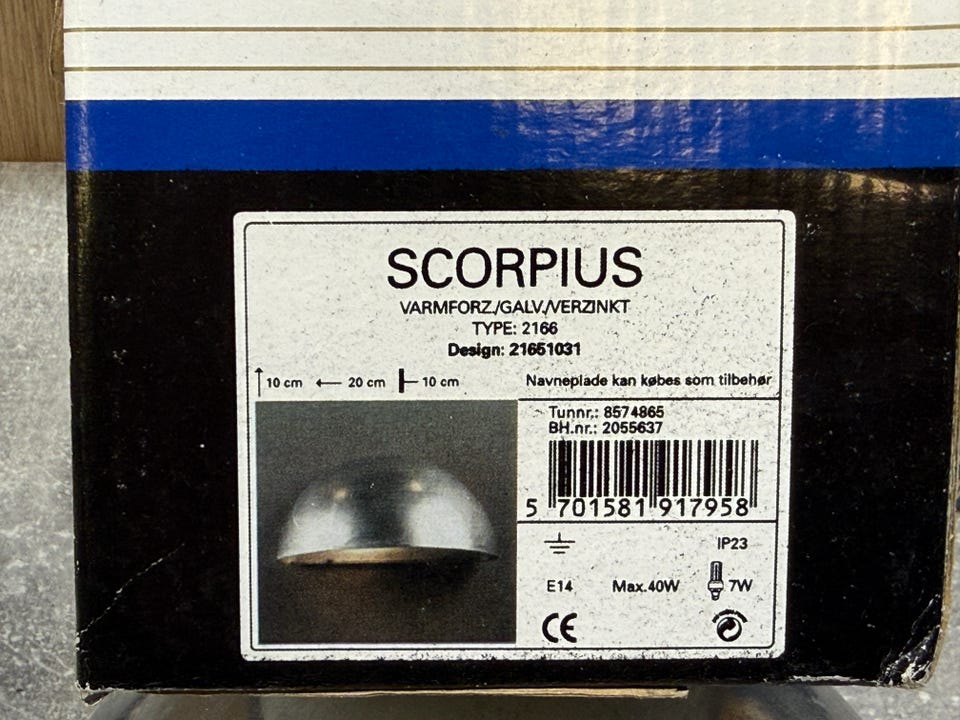 SCORPIUS
VARMFORZ./GALV./VERZINKT
TYPE: 2166
Design: 21651031
10 cm 20 cm 10 cm
Navneplade kan købes som tilbehør
Tunnr.: 8574865
BH.nr.: 2055637
5 701581 917958
IP23
E14 Max.40W 7W
CE